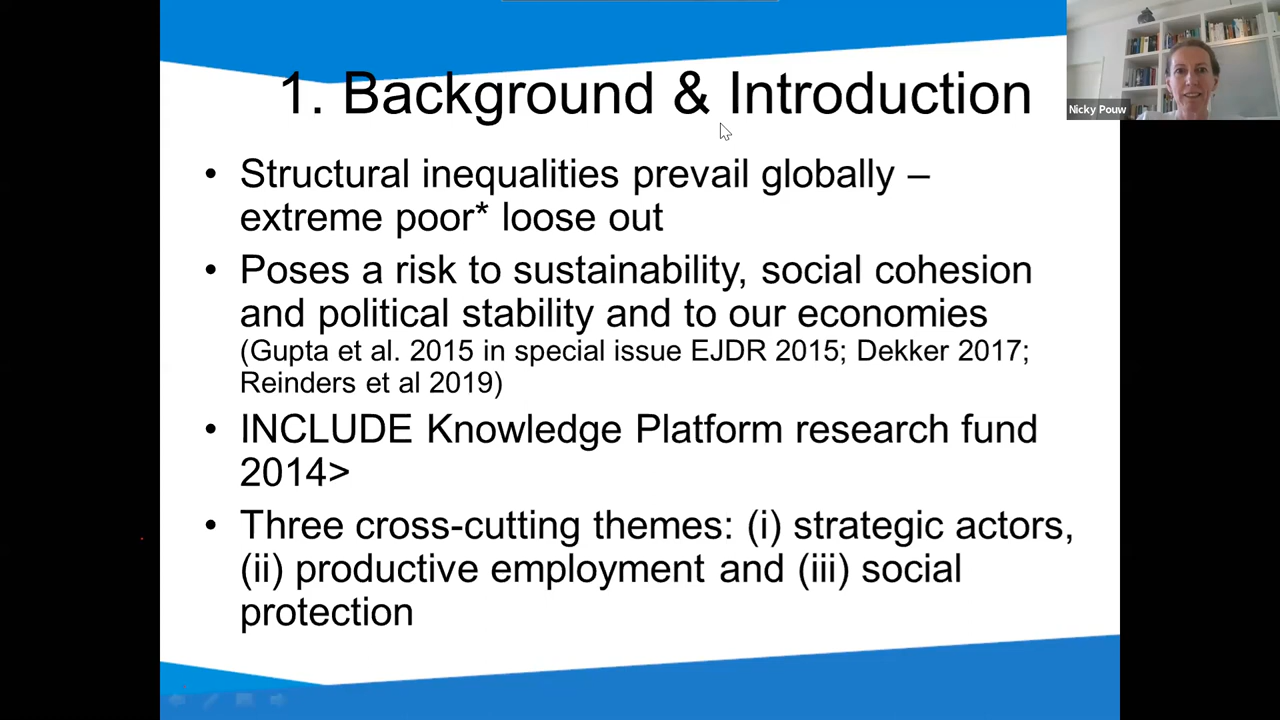 1. Background & Introduction
Nicky Pouw
• Structural inequalities prevail globally –
extreme poor* loose out
• Poses a risk to sustainability, social cohesion
and political stability and to our economies
(Gupta et al. 2015 in special issue EJDR 2015; Dekker 2017;
Reinders et al 2019)
• INCLUDE Knowledge Platform research fund
2014>
• Three cross-cutting themes: (i) strategic actors,
(ii) productive employment and (iii) social
protection